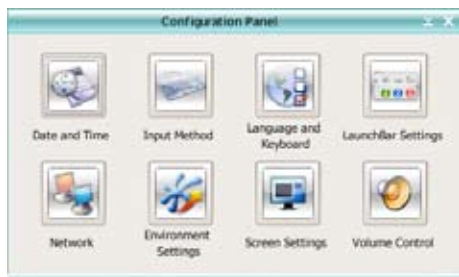 Configuration Panel
Date and Time
Input Method
Language and
Keyboard
LaunchBar Settings
Network
Environment
Settings
Screen Settings
Volume Control